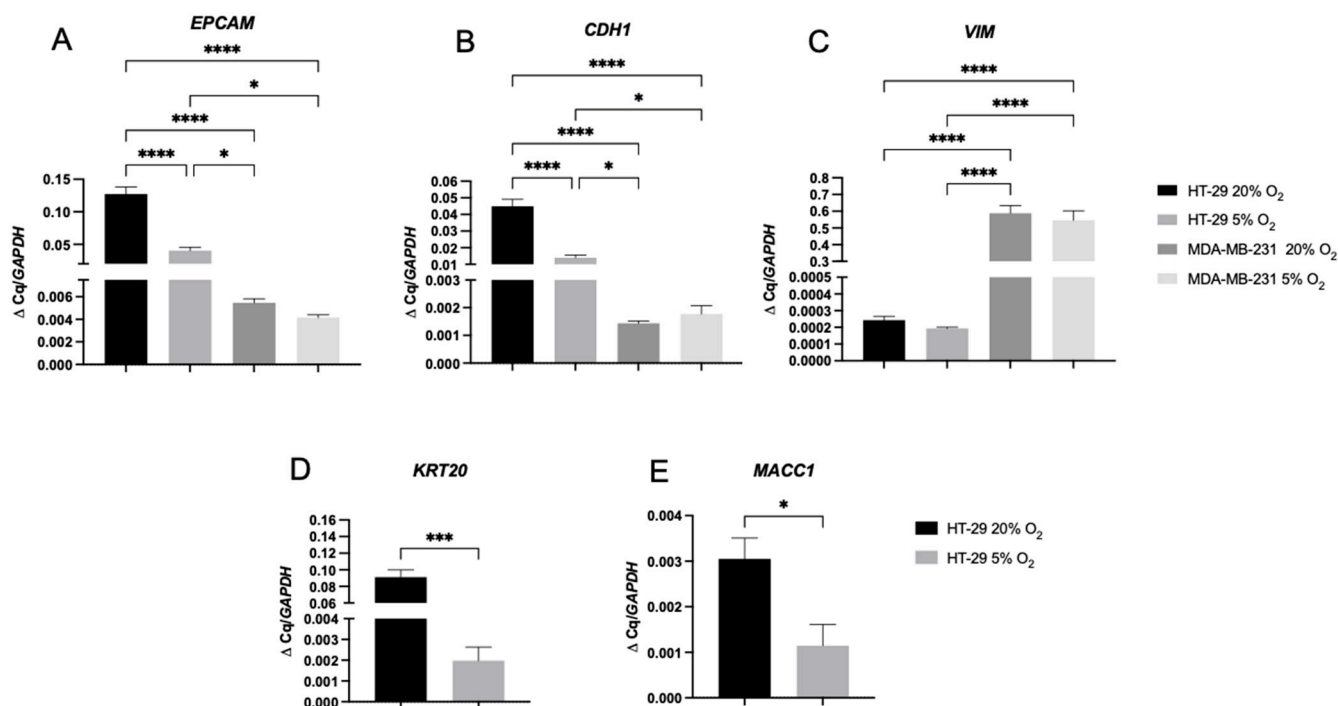 A
EPCAM
****
*
****
**** *
Δ Cq/GAPDH
0.15
0.10
0.05
0.006
0.004
0.002
0.000
B
CDH1
****
*
****
**** *
Δ Cq/GAPDH
0.06
0.05
0.04
0.03
0.02
0.01
0.003
0.002
0.001
0.000
C
VIM
****
****
****
****
Δ Cq/GAPDH
0.8
0.7
0.6
0.5
0.4
0.3
0.0005
0.0004
0.0003
0.0002
0.0001
0.0000
HT-29 20% O₂
HT-29 5% O₂
MDA-MB-231 20% O₂
MDA-MB-231 5% O₂
D
KRT20
***
Δ Cq/GAPDH
0.16
0.14
0.12
0.10
0.08
0.06
0.004
0.003
0.002
0.001
0.000
E
MACC1
*
Δ Cq/GAPDH
0.004
0.003
0.002
0.001
0.000
HT-29 20% O₂
HT-29 5% O₂